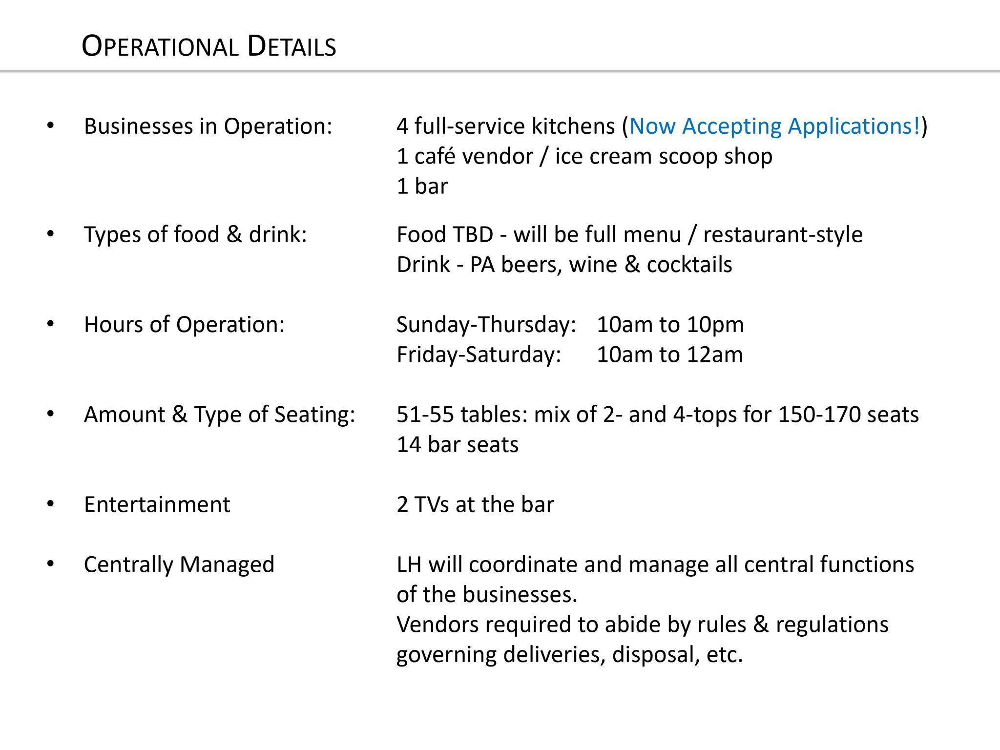 OPERATIONAL DETAILS
• Businesses in Operation: 4 full-service kitchens (Now Accepting Applications!)
1 café vendor / ice cream scoop shop
1 bar
• Types of food & drink: Food TBD - will be full menu / restaurant-style
Drink - PA beers, wine & cocktails
• Hours of Operation: Sunday-Thursday: 10am to 10pm
Friday-Saturday: 10am to 12am
• Amount & Type of Seating: 51-55 tables: mix of 2- and 4-tops for 150-170 seats
14 bar seats
• Entertainment 2 TVs at the bar
• Centrally Managed LH will coordinate and manage all central functions
of the businesses.
Vendors required to abide by rules & regulations
governing deliveries, disposal, etc.